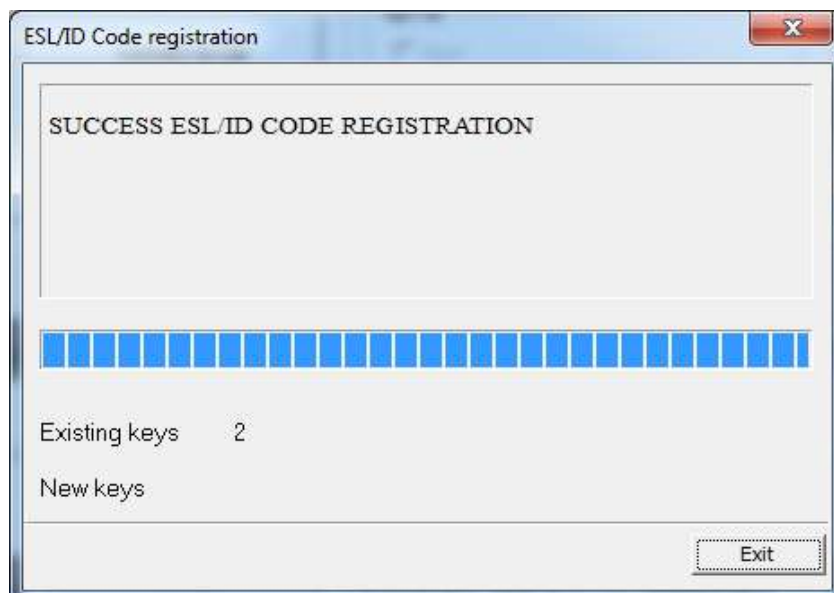 ESL/ID Code registration
SUCCESS ESL/ID CODE REGISTRATION
Existing keys 2
New keys
Exit